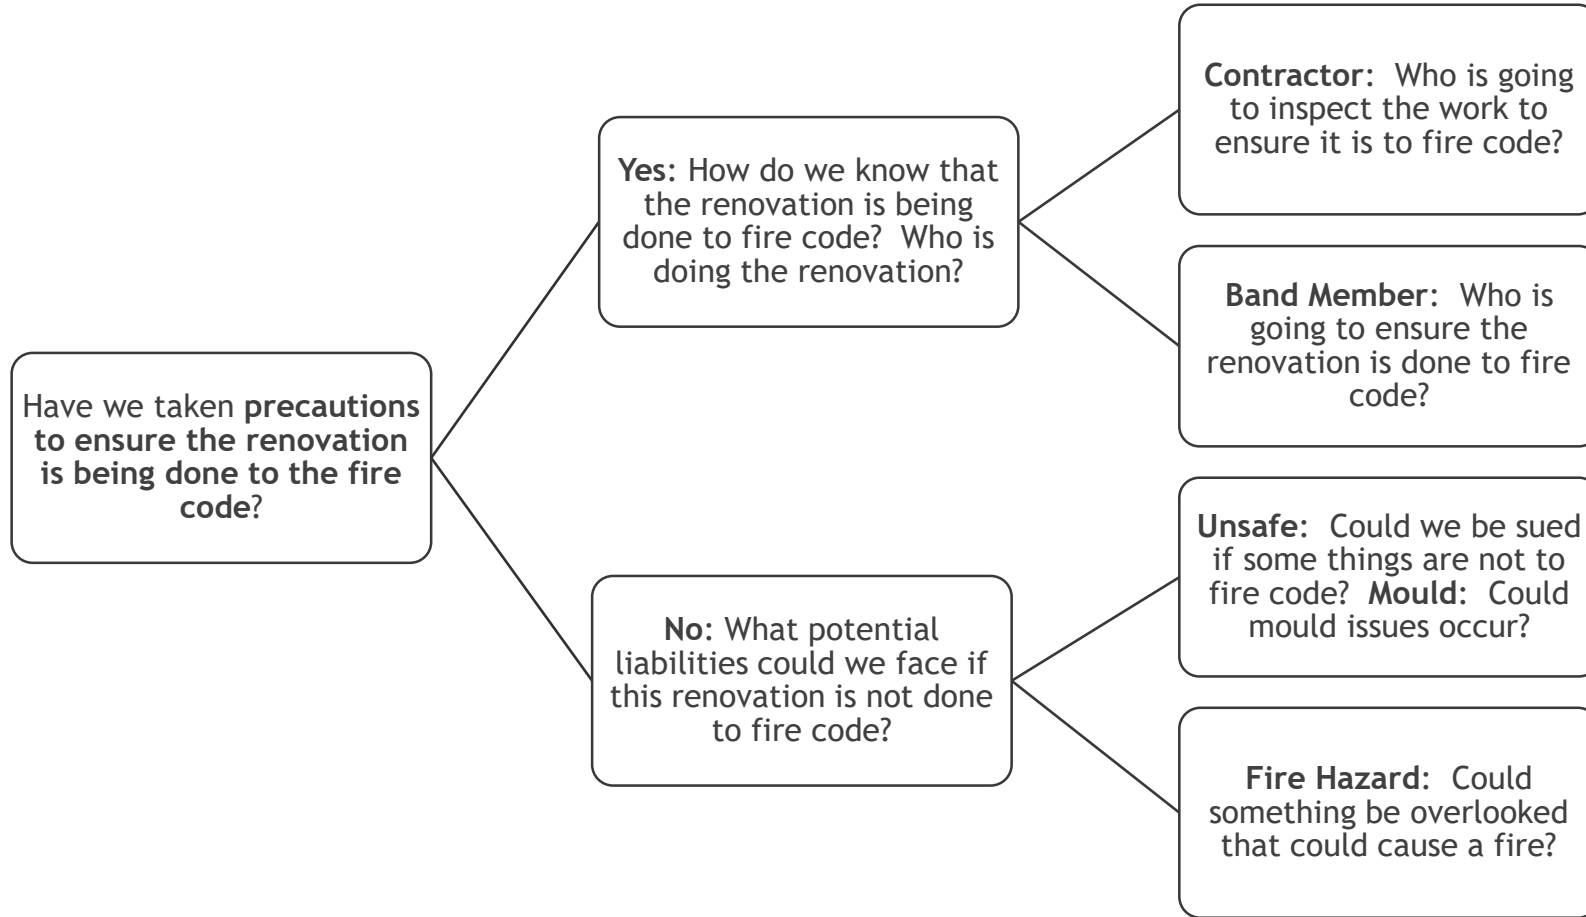 Have we taken precautions
to ensure the renovation
is being done to the fire
code?
Yes: How do we know that
the renovation is being
done to fire code? Who is
doing the renovation?
Contractor: Who is going
to inspect the work to
ensure it is to fire code?
Band Member: Who is
going to ensure the
renovation is done to fire
code?
No: What potential
liabilities could we face if
this renovation is not done
to fire code?
Unsafe: Could we be sued
if some things are not to
fire code? Mould: Could
mould issues occur?
Fire Hazard: Could
something be overlooked
that could cause a fire?